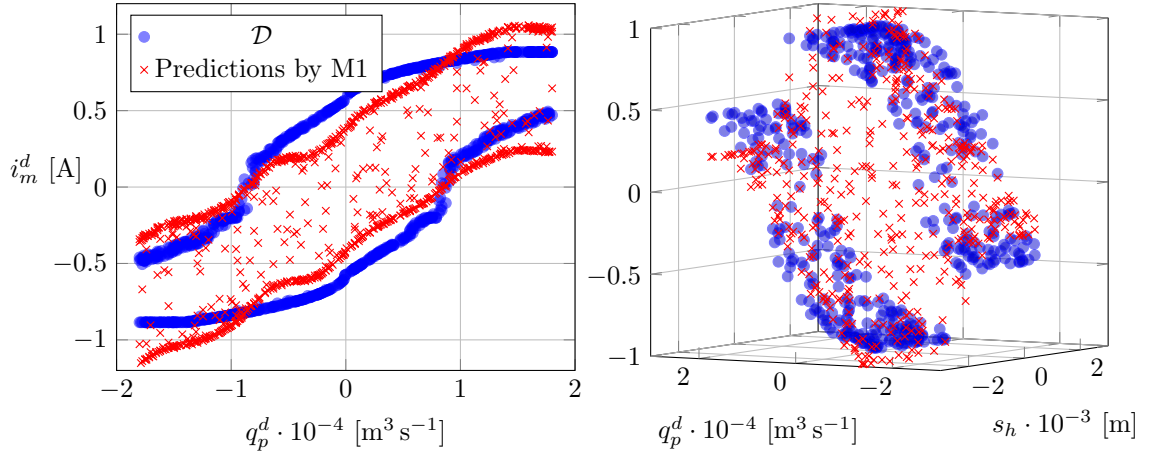 1
0.5
0
−0.5
−1
i_m^d [A]
𝒟
Predictions by M1
−2 −1 0 1 2
q_p^d · 10^−4 [m^3 s^−1]
1
0.5
0
−0.5
−1
2 0 −2
−2 0 2
q_p^d · 10^−4 [m^3 s^−1]
s_h · 10^−3 [m]